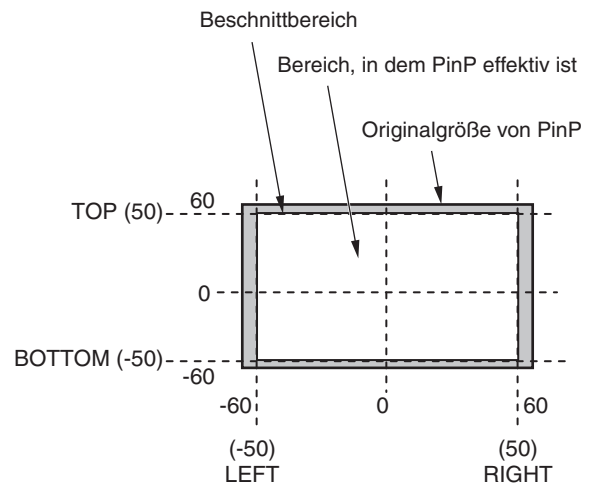 Beschnittbereich
Bereich, in dem PinP effektiv ist
Originalgröße von PinP
60
TOP (50)
0
BOTTOM (-50)
-60
-60 0 60
(-50) (50)
LEFT RIGHT